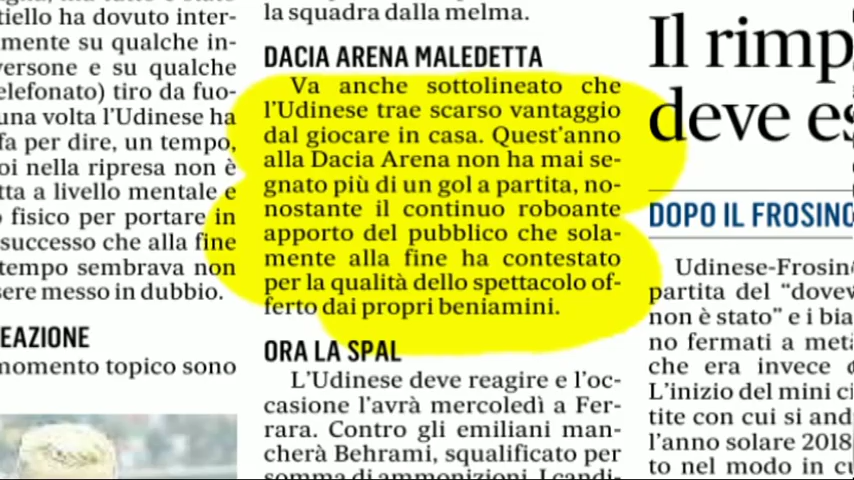 tiello ha dovuto inter-
mente su qualche in-
versone e su qualche
elefonato) tiro da fuo-
una volta l'Udinese ha
fa per dire, un tempo,
oi nella ripresa non è
tta a livello mentale e
o fisico per portare in
successo che alla fine
tempo sembrava non
sere messo in dubbio.
EAZIONE
momento topico sono
la squadra dalla melma.
DACIA ARENA MALEDETTA
Va anche sottolineato che
l'Udinese trae scarso vantaggio
dal giocare in casa. Quest'anno
alla Dacia Arena non ha mai se-
gnato più di un gol a partita, no-
nostante il continuo roboante
apporto del pubblico che sola-
mente alla fine ha contestato
per la qualità dello spettacolo of-
ferto dai propri beniamini.
ORA LA SPAL
L'Udinese deve reagire e l'oc-
casione l'avrà mercoledì a Fer-
rara. Contro gli emiliani man-
cherà Behrami, squalificato per
somma di ammonizioni. I candi-
Il rimp
deve es
DOPO IL FROSINO
Udinese-Frosin
partita del "dovev
non è stato" e i bia
no fermati a metà
che era invece
L'inizio del mini ci
tite con cui si and
l'anno solare 2018
to nel modo in cu